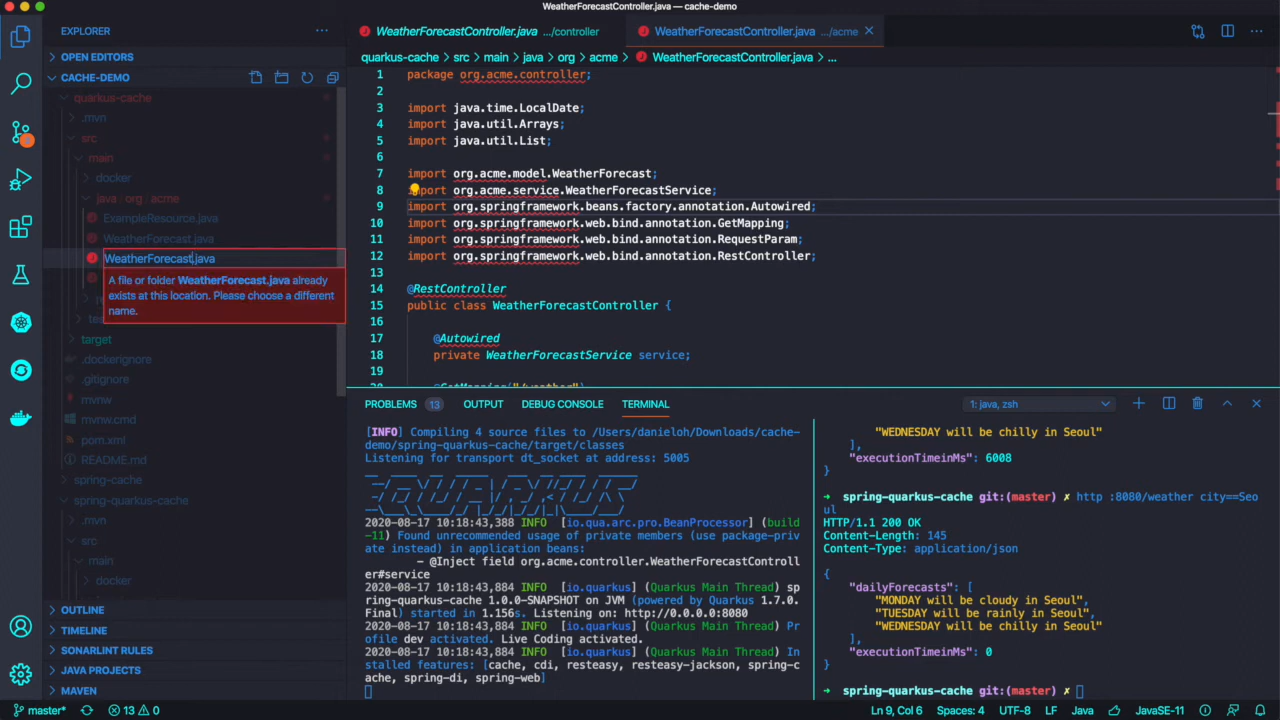 WeatherForecastController.java — cache-demo
EXPLORER
OPEN EDITORS
CACHE-DEMO
quarkus-cache
.mvn
src
main
docker
java · org · acme
ExampleResource.java
WeatherForecast.java
WeatherForecast.java
A file or folder WeatherForecast.java already
exists at this location. Please choose a different
name.
target
.dockerignore
.gitignore
mvnw
mvnw.cmd
pom.xml
README.md
spring-cache
spring-quarkus-cache
.mvn
src
main
docker
OUTLINE
TIMELINE
SONARLINT RULES
JAVA PROJECTS
MAVEN
WeatherForecastController.java .../controller
WeatherForecastController.java .../acme
quarkus-cache > src > main > java > org > acme > WeatherForecastController.java > ...
1 package org.acme.controller;
2
3 import java.time.LocalDate;
4 import java.util.Arrays;
5 import java.util.List;
6
7 import org.acme.model.WeatherForecast;
8 import org.acme.service.WeatherForecastService;
9 import org.springframework.beans.factory.annotation.Autowired;
10 import org.springframework.web.bind.annotation.GetMapping;
11 import org.springframework.web.bind.annotation.RequestParam;
12 import org.springframework.web.bind.annotation.RestController;
13
14 @RestController
15 public class WeatherForecastController {
16
17 @Autowired
18 private WeatherForecastService service;
19
20 @GetMapping("/weather")
PROBLEMS 13 OUTPUT DEBUG CONSOLE TERMINAL
1: java, zsh
[INFO] Compiling 4 source files to /Users/danieloh/Downloads/cache-
demo/spring-quarkus-cache/target/classes
Listening for transport dt_socket at address: 5005
2020-08-17 10:18:43,388 INFO [io.qua.arc.pro.BeanProcessor] (build
-11) Found unrecommended usage of private members (use package-priv
ate instead) in application beans:
- @Inject field org.acme.controller.WeatherForecastControll
er#service
2020-08-17 10:18:43,884 INFO [io.quarkus] (Quarkus Main Thread) sp
ring-quarkus-cache 1.0.0-SNAPSHOT on JVM (powered by Quarkus 1.7.0.
Final) started in 1.156s. Listening on: http://0.0.0.0:8080
2020-08-17 10:18:43,884 INFO [io.quarkus] (Quarkus Main Thread) Pr
ofile dev activated. Live Coding activated.
2020-08-17 10:18:43,884 INFO [io.quarkus] (Quarkus Main Thread) In
stalled features: [cache, cdi, resteasy, resteasy-jackson, spring-c
ache, spring-di, spring-web]
"WEDNESDAY will be chilly in Seoul"
],
"executionTimeinMs": 6008
}
➜ spring-quarkus-cache git:(master) ✗ http :8080/weather city==Seo
ul
HTTP/1.1 200 OK
Content-Length: 145
Content-Type: application/json
{
"dailyForecasts": [
"MONDAY will be cloudy in Seoul",
"TUESDAY will be rainly in Seoul",
"WEDNESDAY will be chilly in Seoul"
],
"executionTimeinMs": 0
}
➜ spring-quarkus-cache git:(master) ✗
master* 13 0
Ln 9, Col 6 Spaces: 4 UTF-8 LF Java JavaSE-11